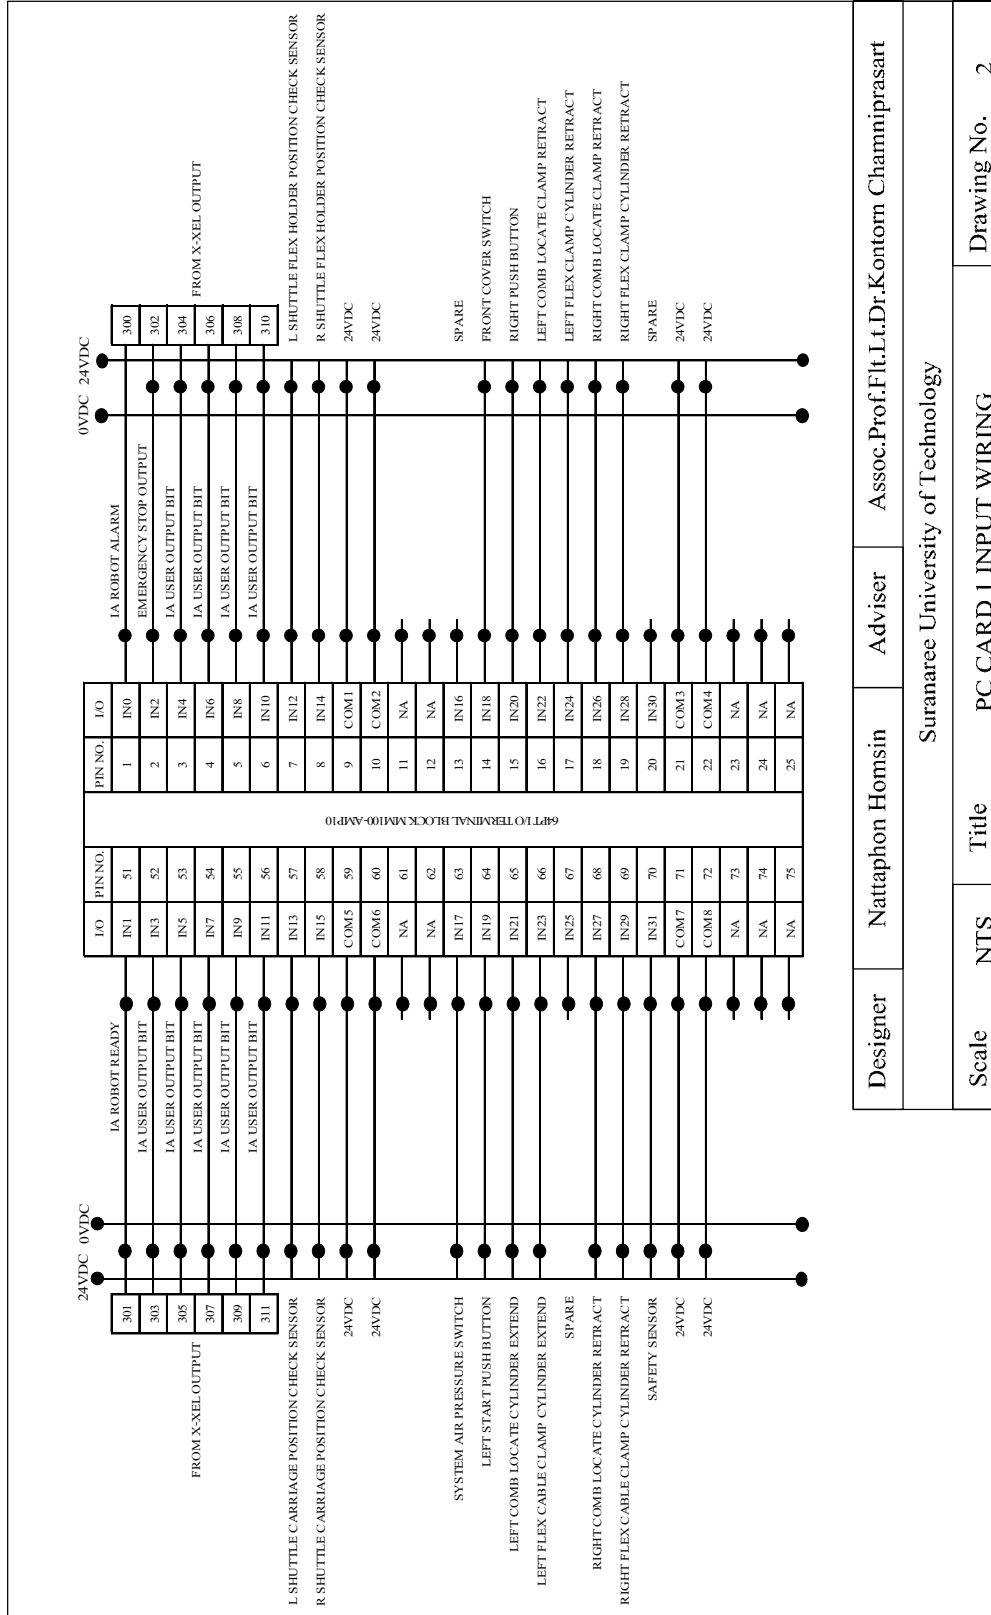 24VDC 0VDC
0VDC 24VDC
I/O PIN NO. PIN NO. I/O
301 IA ROBOT READY IN1 51 1 IN0 IA ROBOT ALARM 300
303 IA USER OUTPUT BIT IN3 52 2 IN2 EMERGENCY STOP OUTPUT 302
305 IA USER OUTPUT BIT IN5 53 3 IN4 IA USER OUTPUT BIT 304
307 IA USER OUTPUT BIT IN7 54 4 IN6 IA USER OUTPUT BIT 306
309 IA USER OUTPUT BIT IN9 55 5 IN8 IA USER OUTPUT BIT 308
311 IA USER OUTPUT BIT IN11 56 6 IN10 IA USER OUTPUT BIT 310
FROM X-XEL OUTPUT
FROM X-XEL OUTPUT
L SHUTTLE CARRIAGE POSITION CHECK SENSOR IN13 57 7 IN12 L SHUTTLE FLEX HOLDER POSITION CHECK SENSOR
R SHUTTLE CARRIAGE POSITION CHECK SENSOR IN15 58 8 IN14 R SHUTTLE FLEX HOLDER POSITION CHECK SENSOR
24VDC COM5 59 9 COM1 24VDC
24VDC COM6 60 10 COM2 24VDC
NA 61 11 NA
NA 62 12 NA
SYSTEM AIR PRESSURE SWITCH IN17 63 13 IN16 SPARE
LEFT START PUSH BUTTON IN19 64 14 IN18 FRONT COVER SWITCH
LEFT COMB LOCATE CYLINDER EXTEND IN21 65 15 IN20 RIGHT PUSH BUTTON
LEFT FLEX CABLE CLAMP CYLINDER EXTEND IN23 66 16 IN22 LEFT COMB LOCATE CLAMP RETRACT
SPARE IN25 67 17 IN24 LEFT FLEX CLAMP CYLINDER RETRACT
RIGHT COMB LOCATE CYLINDER RETRACT IN27 68 18 IN26 RIGHT COMB LOCATE CLAMP RETRACT
RIGHT FLEX CABLE CLAMP CYLINDER RETRACT IN29 69 19 IN28 RIGHT FLEX CLAMP CYLINDER RETRACT
SAFETY SENSOR IN31 70 20 IN30 SPARE
24VDC COM7 71 21 COM3 24VDC
24VDC COM8 72 22 COM4 24VDC
NA 73 23 NA
NA 74 24 NA
NA 75 25 NA
64PT I/O TERMINAL BLOCK MM100-AMP10
Designer Nattaphon Homsin Adviser Assoc.Prof.Flt.Lt.Dr.Kontorn Chamniprasart
Suranaree University of Technology
Scale NTS Title PC CARD 1 INPUT WIRING Drawing No. 2